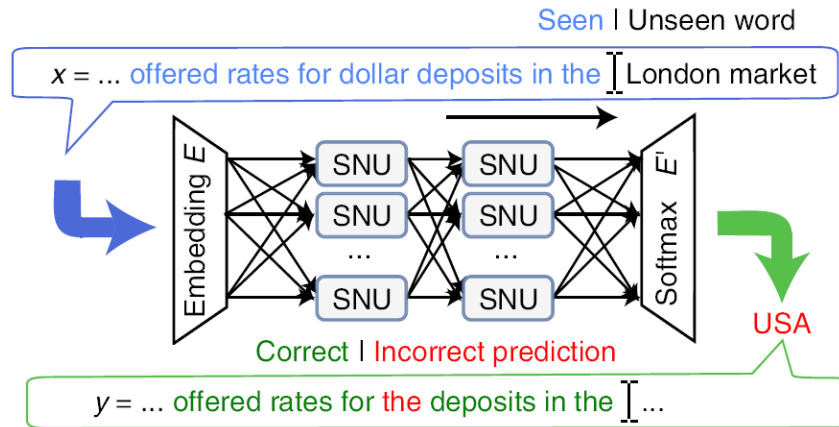 Seen | Unseen word
x = ... offered rates for dollar deposits in the London market
Embedding E
SNU SNU
SNU SNU
... ...
SNU SNU
Softmax E'
USA
Correct | Incorrect prediction
y = ... offered rates for the deposits in the ...